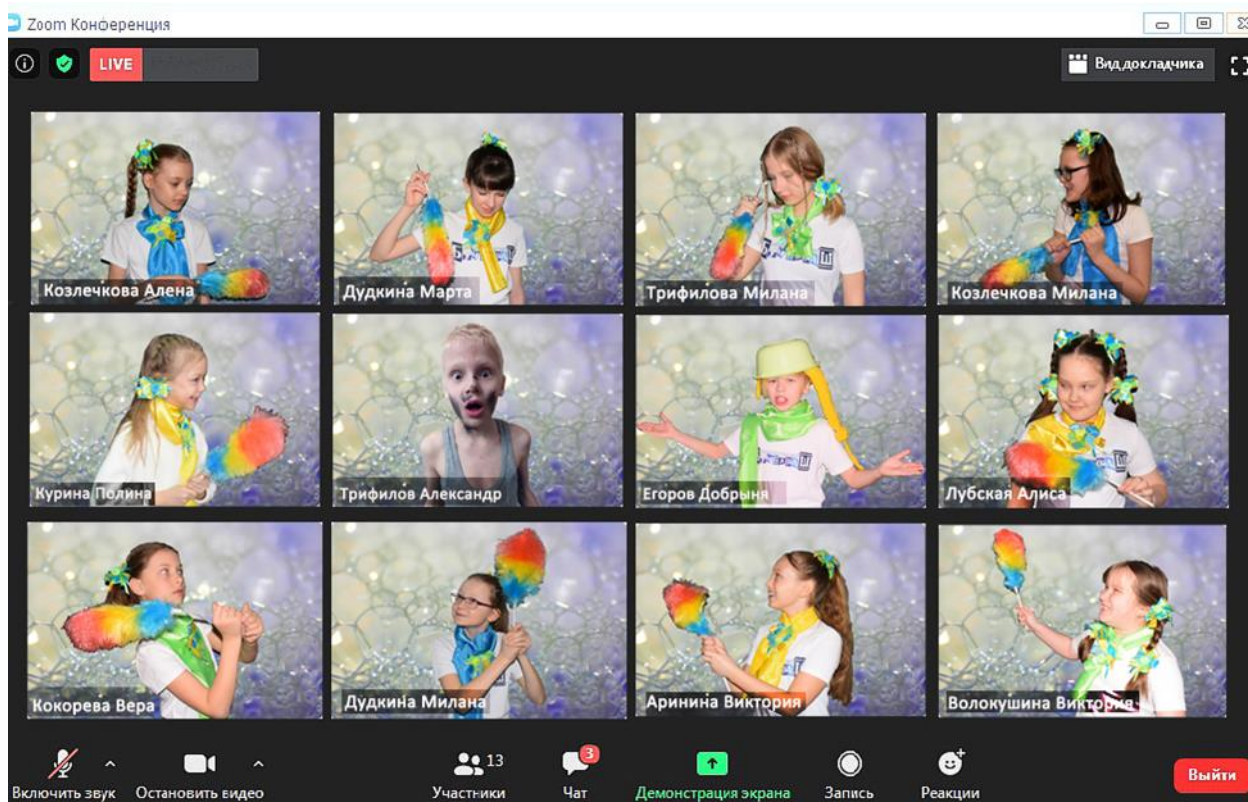 Zoom Конференция
LIVE
Вид докладчика
Козлечкова Алена
Дудкина Марта
Трифилова Милана
Козлечкова Милана
Курина Полина
Трифилов Александр
Егоров Добрыня
Лубская Алиса
Кокорева Вера
Дудкина Милана
Аринина Виктория
Волокушина Виктория
13
3
Включить звук
Остановить видео
Участники
Чат
Демонстрация экрана
Запись
Реакции
Выйти